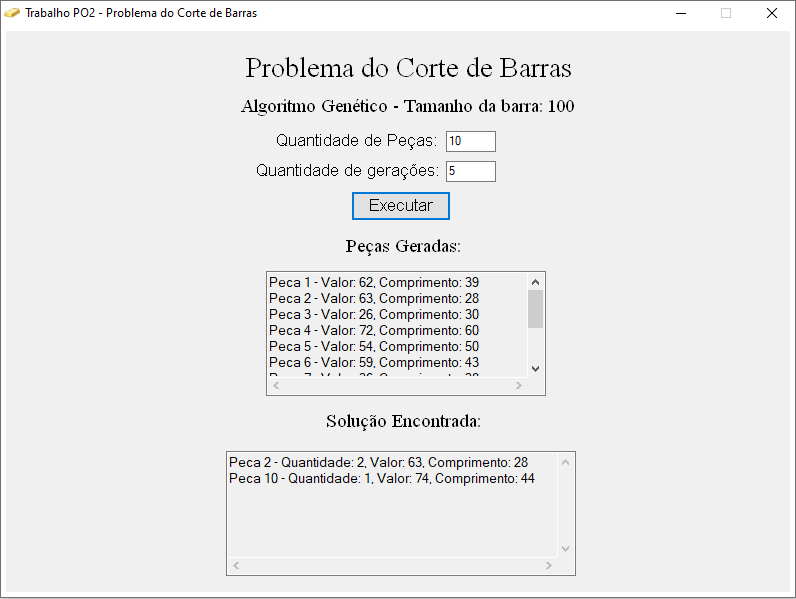 Trabalho PO2 - Problema do Corte de Barras
Problema do Corte de Barras
Algoritmo Genético - Tamanho da barra: 100
Quantidade de Peças: 10
Quantidade de gerações: 5
Executar
Peças Geradas:
Peca 1 - Valor: 62, Comprimento: 39
Peca 2 - Valor: 63, Comprimento: 28
Peca 3 - Valor: 26, Comprimento: 30
Peca 4 - Valor: 72, Comprimento: 60
Peca 5 - Valor: 54, Comprimento: 50
Peca 6 - Valor: 59, Comprimento: 43
Solução Encontrada:
Peca 2 - Quantidade: 2, Valor: 63, Comprimento: 28
Peca 10 - Quantidade: 1, Valor: 74, Comprimento: 44